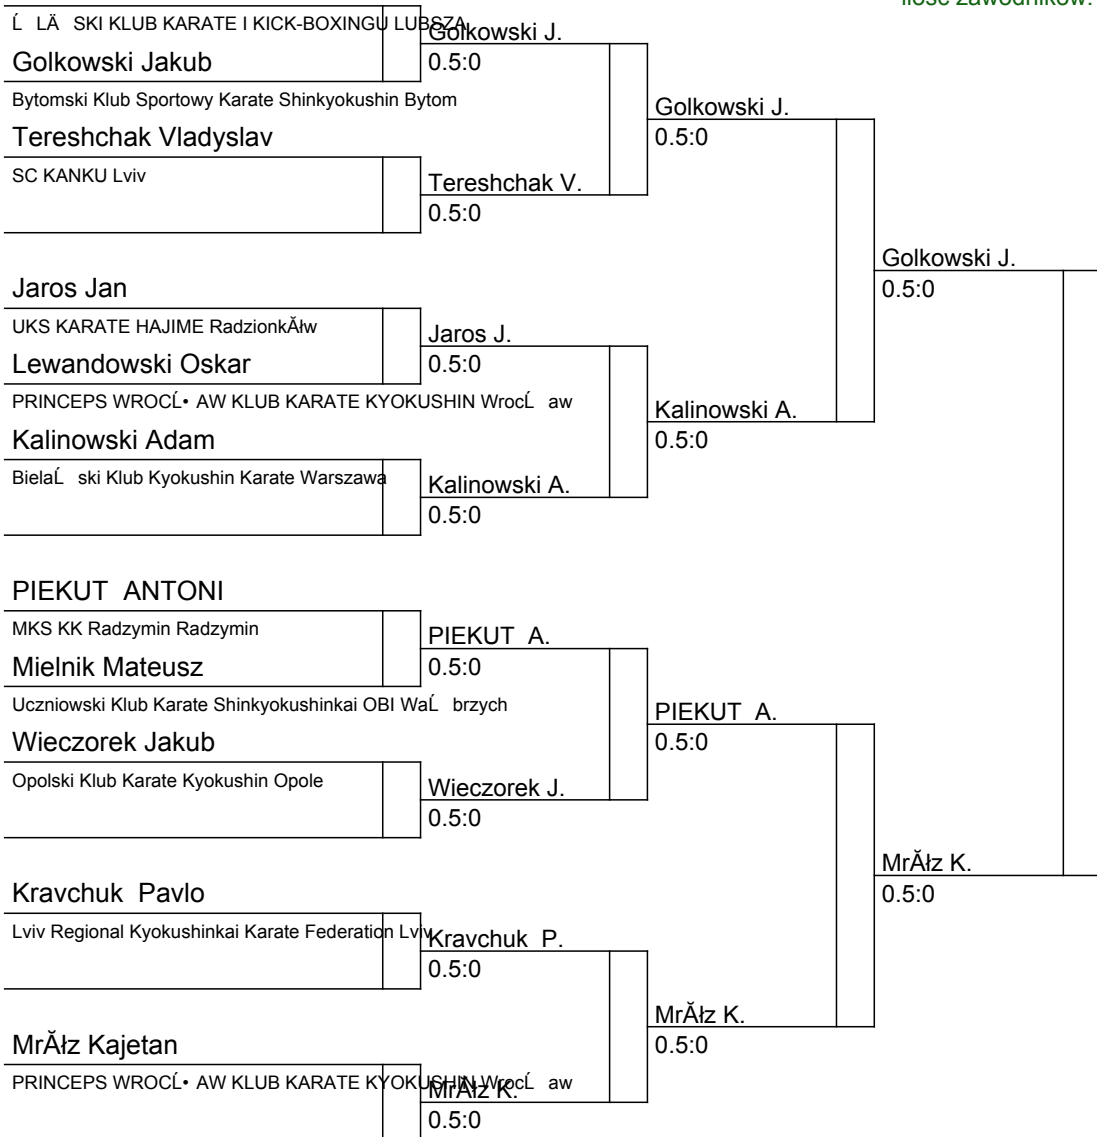 ilość zawodników:
Ĺ LÄ SKI KLUB KARATE I KICK-BOXINGU LUBSZA
Golkowski J.
Golkowski Jakub
0.5:0
Bytomski Klub Sportowy Karate Shinkyokushin Bytom
Golkowski J.
Tereshchak Vladyslav
0.5:0
SC KANKU Lviv
Tereshchak V.
0.5:0
Golkowski J.
Jaros Jan
0.5:0
UKS KARATE HAJIME RadzionkĂłw
Jaros J.
Lewandowski Oskar
0.5:0
PRINCEPS WROCĹ• AW KLUB KARATE KYOKUSHIN WrocĹ aw
Kalinowski A.
Kalinowski Adam
0.5:0
BielaĹ ski Klub Kyokushin Karate Warszawa
Kalinowski A.
0.5:0
PIEKUT ANTONI
MKS KK Radzymin Radzymin
PIEKUT A.
Mielnik Mateusz
0.5:0
Uczniowski Klub Karate Shinkyokushinkai OBI WaĹ brzych
PIEKUT A.
Wieczorek Jakub
0.5:0
Opolski Klub Karate Kyokushin Opole
Wieczorek J.
0.5:0
MrĂłz K.
Kravchuk Pavlo
0.5:0
Lviv Regional Kyokushinkai Karate Federation Lviv
Kravchuk P.
0.5:0
MrĂłz K.
MrĂłz Kajetan
0.5:0
PRINCEPS WROCĹ• AW KLUB KARATE KYOKUSHIN WrocĹ aw
MrĂłz K.
0.5:0